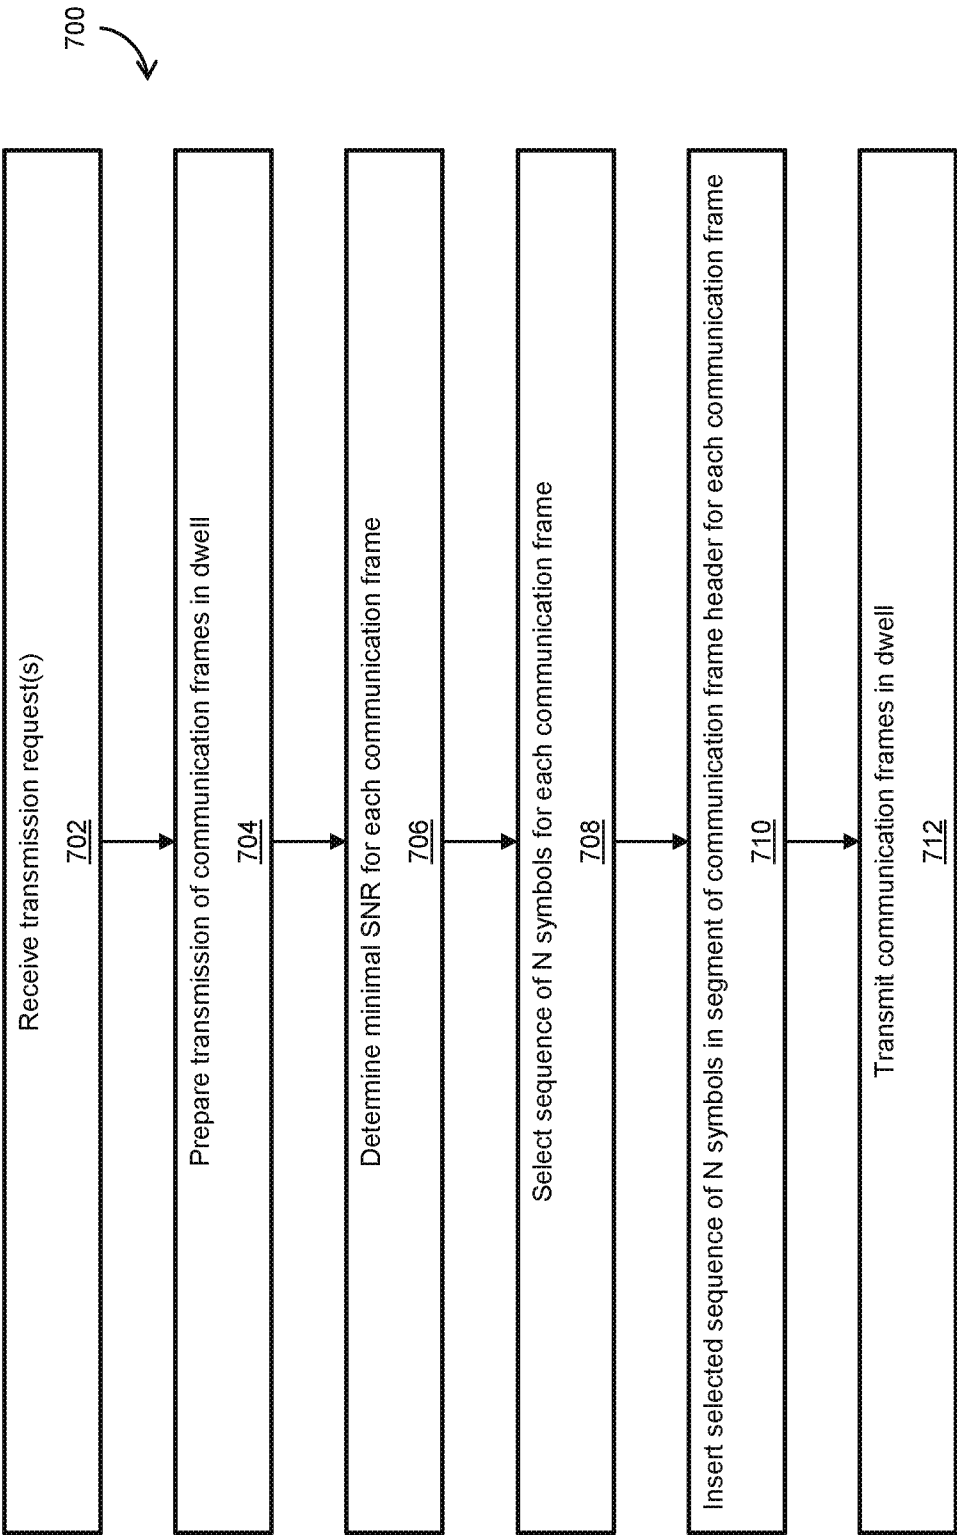 700
Receive transmission request(s)
702
Prepare transmission of communication frames in dwell
704
Determine minimal SNR for each communication frame
706
Select sequence of N symbols for each communication frame
708
Insert selected sequence of N symbols in segment of communication frame header for each communication frame
710
Transmit communication frames in dwell
712